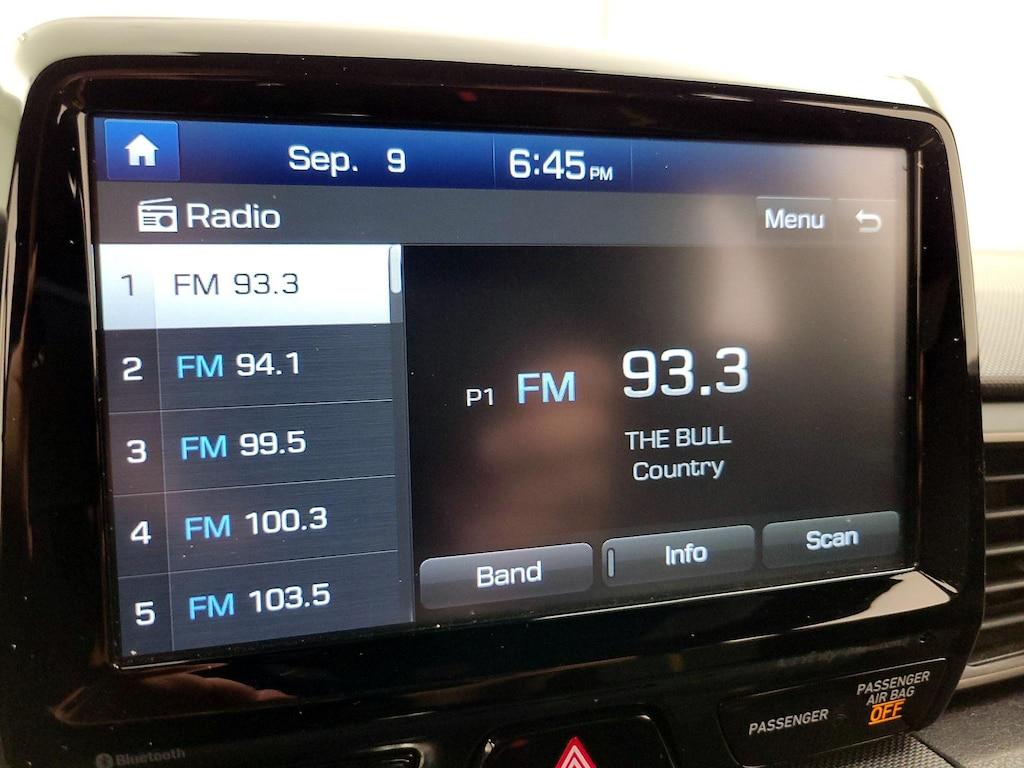 Sep. 9 6:45 PM
Radio Menu
1 FM 93.3
2 FM 94.1
3 FM 99.5
4 FM 100.3
5 FM 103.5
P1 FM 93.3
THE BULL
Country
Band Info Scan
PASSENGER
AIR BAG
OFF
PASSENGER
Bluetooth